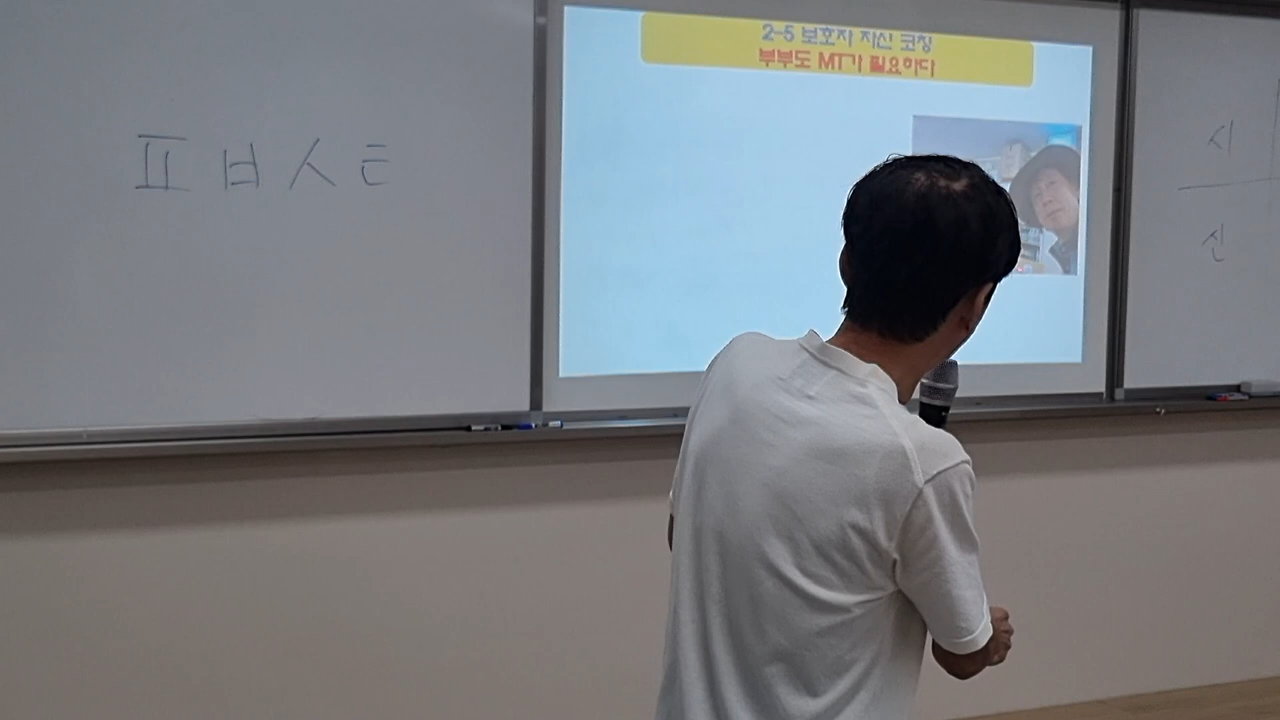 2-5 보호자 자신 코칭
부부도 MT가 필요하다
ㅍ ㅂ ㅅ ㅌ
시
신